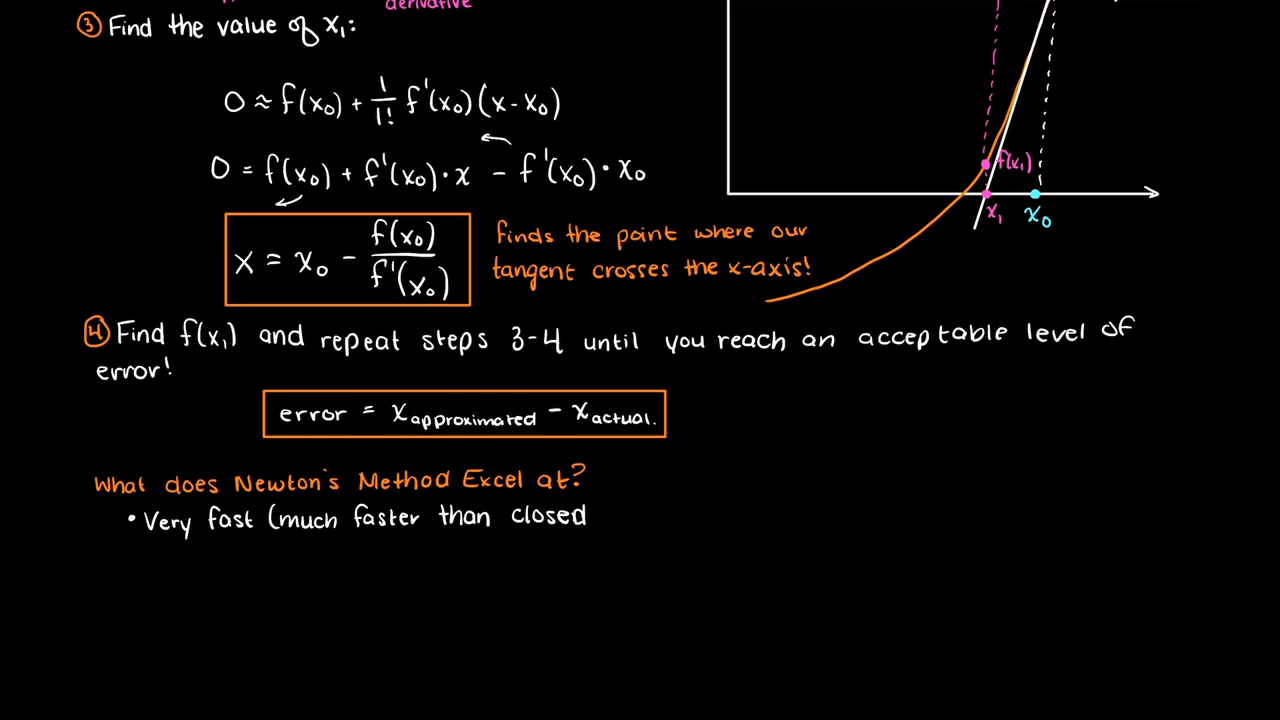 derivative
③ Find the value of x₁:
0 ≈ f(x₀) + 1/1! f'(x₀)(x - x₀)
0 = f(x₀) + f'(x₀)·x - f'(x₀)·x₀
x = x₀ - f(x₀)/f'(x₀)
finds the point where our
tangent crosses the x-axis!
f(x₁)
x₁
x₀
④ Find f(x₁) and repeat steps 3-4 until you reach an acceptable level of
error!
error = x approximated - x actual.
What does Newton's Method Excel at?
• Very fast (much faster than closed